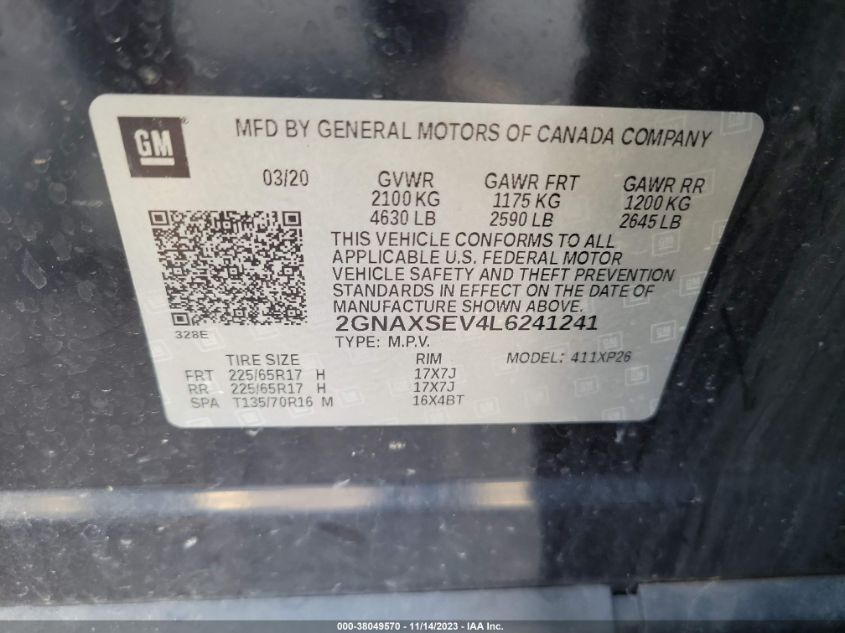 GM
MFD BY GENERAL MOTORS OF CANADA COMPANY
03/20 GVWR GAWR FRT GAWR RR
2100 KG 1175 KG 1200 KG
4630 LB 2590 LB 2645 LB
THIS VEHICLE CONFORMS TO ALL
APPLICABLE U.S. FEDERAL MOTOR
VEHICLE SAFETY AND THEFT PREVENTION
STANDARDS IN EFFECT ON THE DATE OF
MANUFACTURE SHOWN ABOVE.
328E
2GNAXSEV4L6241241
TYPE: M.P.V.
MODEL: 411XP26
TIRE SIZE RIM
FRT 225/65R17 H 17X7J
RR 225/65R17 H 17X7J
SPA T135/70R16 M 16X4BT
000-38049570 - 11/14/2023 - © IAA Inc.